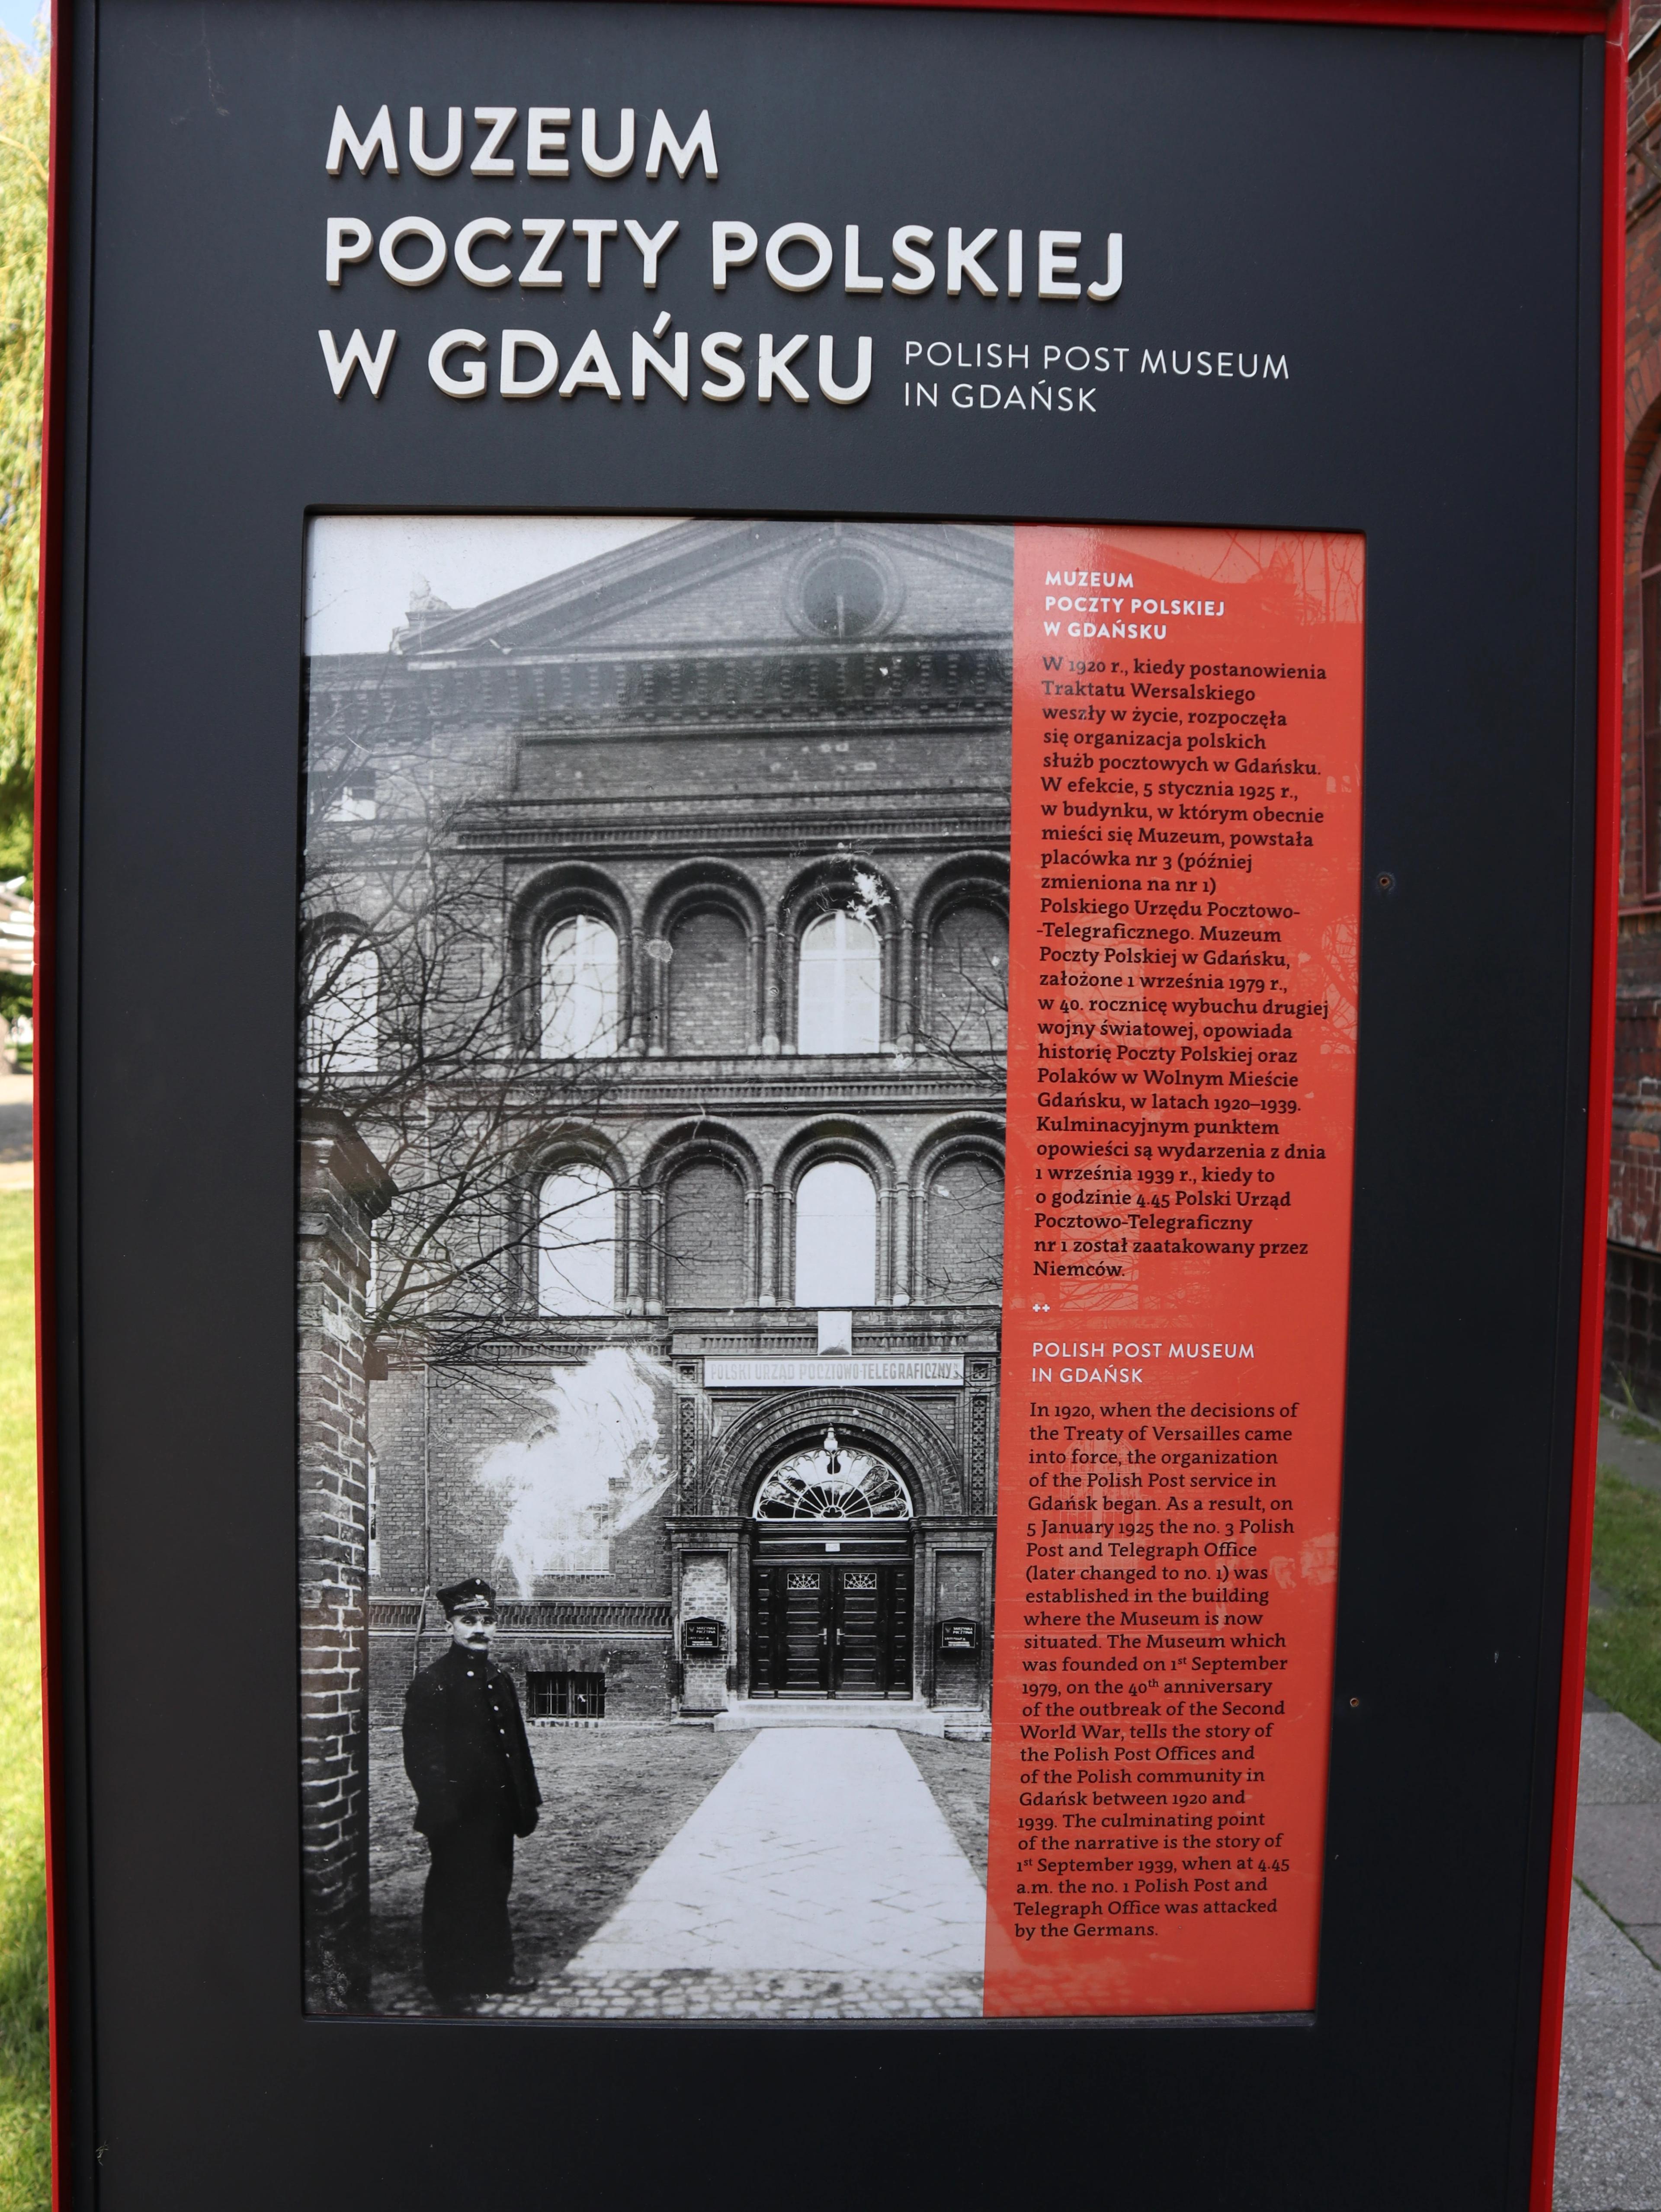 MUZEUM
POCZTY POLSKIEJ
W GDAŃSKU
POLISH POST MUSEUM
IN GDAŃSK
MUZEUM
POCZTY POLSKIEJ
W GDAŃSKU
W 1920 r., kiedy postanowienia
Traktatu Wersalskiego
weszły w życie, rozpoczęła
się organizacja polskich
służb pocztowych w Gdańsku.
W efekcie, 5 stycznia 1925 r.,
w budynku, w którym obecnie
mieści się Muzeum, powstała
placówka nr 3 (później
zmieniona na nr 1)
Polskiego Urzędu Pocztowo-
-Telegraficznego. Muzeum
Poczty Polskiej w Gdańsku,
założone 1 września 1979 r.,
w 40. rocznicę wybuchu drugiej
wojny światowej, opowiada
historię Poczty Polskiej oraz
Polaków w Wolnym Mieście
Gdańsku, w latach 1920–1939.
Kulminacyjnym punktem
opowieści są wydarzenia z dnia
1 września 1939 r., kiedy to
o godzinie 4.45 Polski Urząd
Pocztowo-Telegraficzny
nr 1 został zaatakowany przez
Niemców.
++
POLISH POST MUSEUM
IN GDAŃSK
In 1920, when the decisions of
the Treaty of Versailles came
into force, the organization
of the Polish Post service in
Gdańsk began. As a result, on
5 January 1925 the no. 3 Polish
Post and Telegraph Office
(later changed to no. 1) was
established in the building
where the Museum is now
situated. The Museum which
was founded on 1st September
1979, on the 40th anniversary
of the outbreak of the Second
World War, tells the story of
the Polish Post Offices and
of the Polish community in
Gdańsk between 1920 and
1939. The culminating point
of the narrative is the story of
1st September 1939, when at 4.45
a.m. the no. 1 Polish Post and
Telegraph Office was attacked
by the Germans.
POLSKI URZĄD POCZTOWO-TELEGRAFICZNY